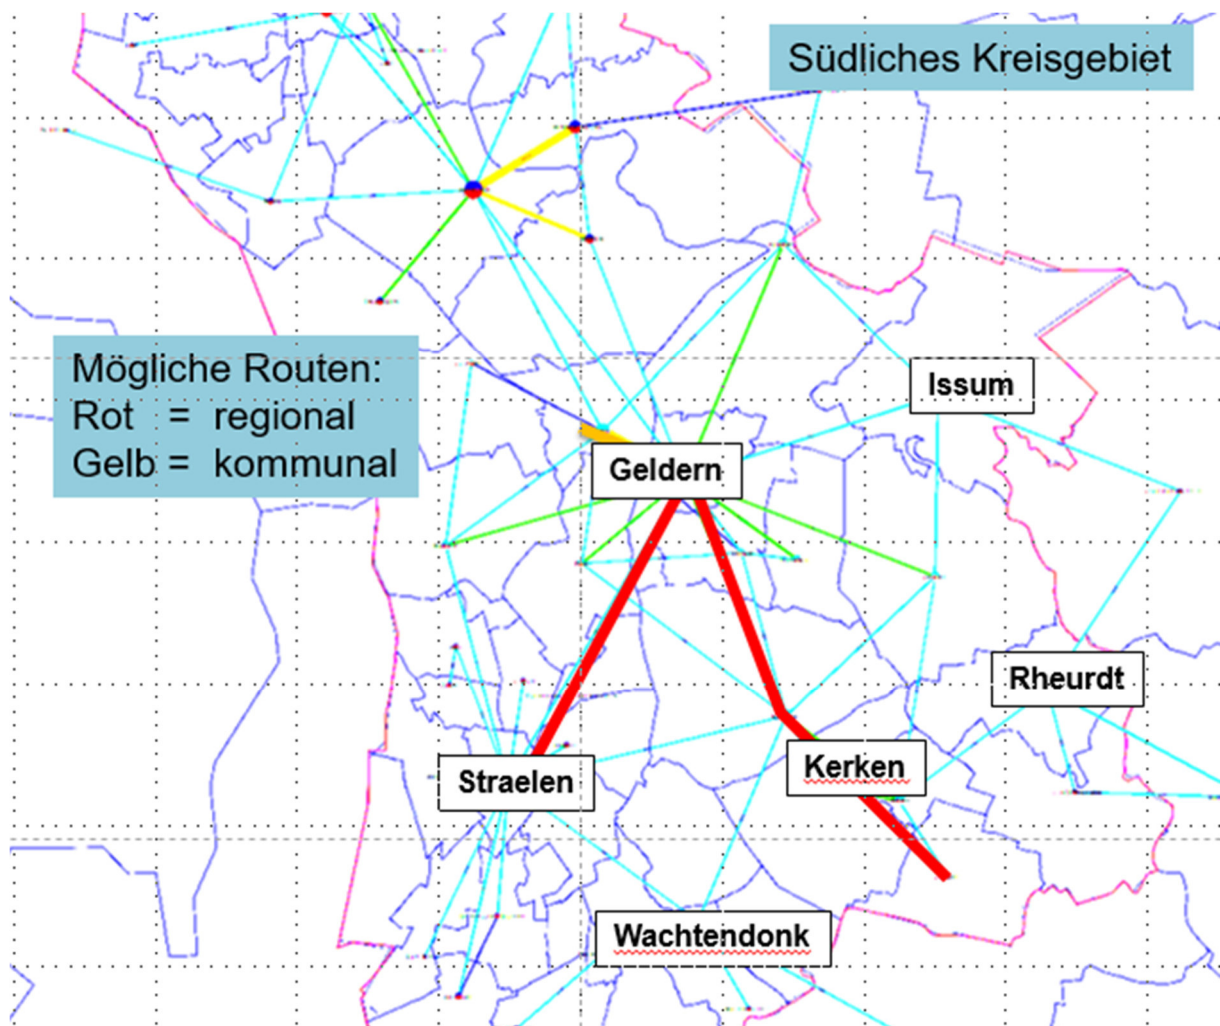 Südliches Kreisgebiet
Mögliche Routen:
Rot = regional
Gelb = kommunal
Issum
Geldern
Rheurdt
Straelen
Kerken
Wachtendonk